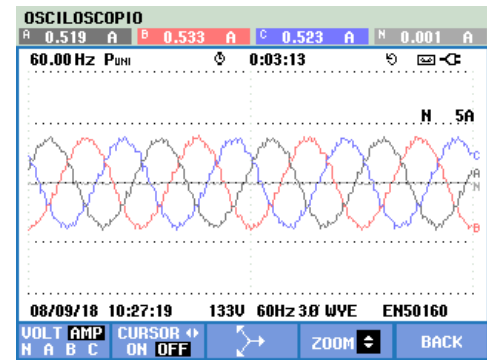 OSCILOSCOPIO
A 0.519 A B 0.533 A C 0.523 A N 0.001 A
60.00 Hz PUNI 0:03:13
N 5A
C
A
N
B
08/09/18 10:27:19 133V 60Hz 3Ø WYE EN50160
VOLT AMP CURSOR ZOOM BACK
N A B C ON OFF